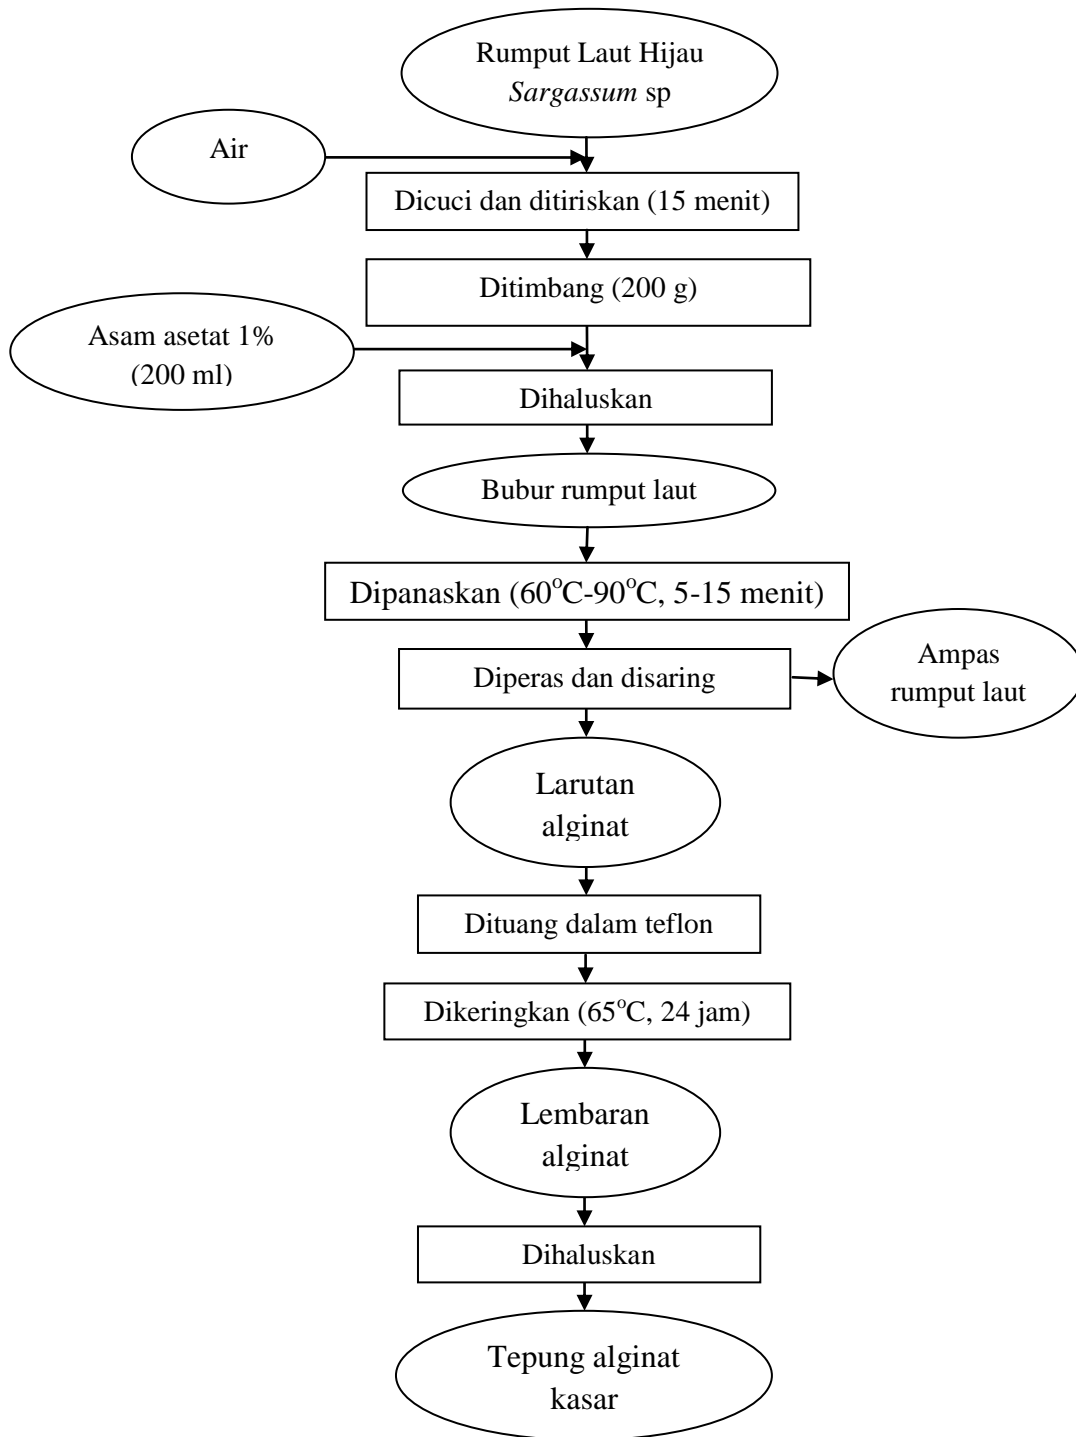 Rumput Laut Hijau
Sargassum sp
Air
Dicuci dan ditiriskan (15 menit)
Ditimbang (200 g)
Asam asetat 1%
(200 ml)
Dihaluskan
Bubur rumput laut
Dipanaskan (60°C-90°C, 5-15 menit)
Diperas dan disaring
Ampas
rumput laut
Larutan
alginat
Dituang dalam teflon
Dikeringkan (65°C, 24 jam)
Lembaran
alginat
Dihaluskan
Tepung alginat
kasar